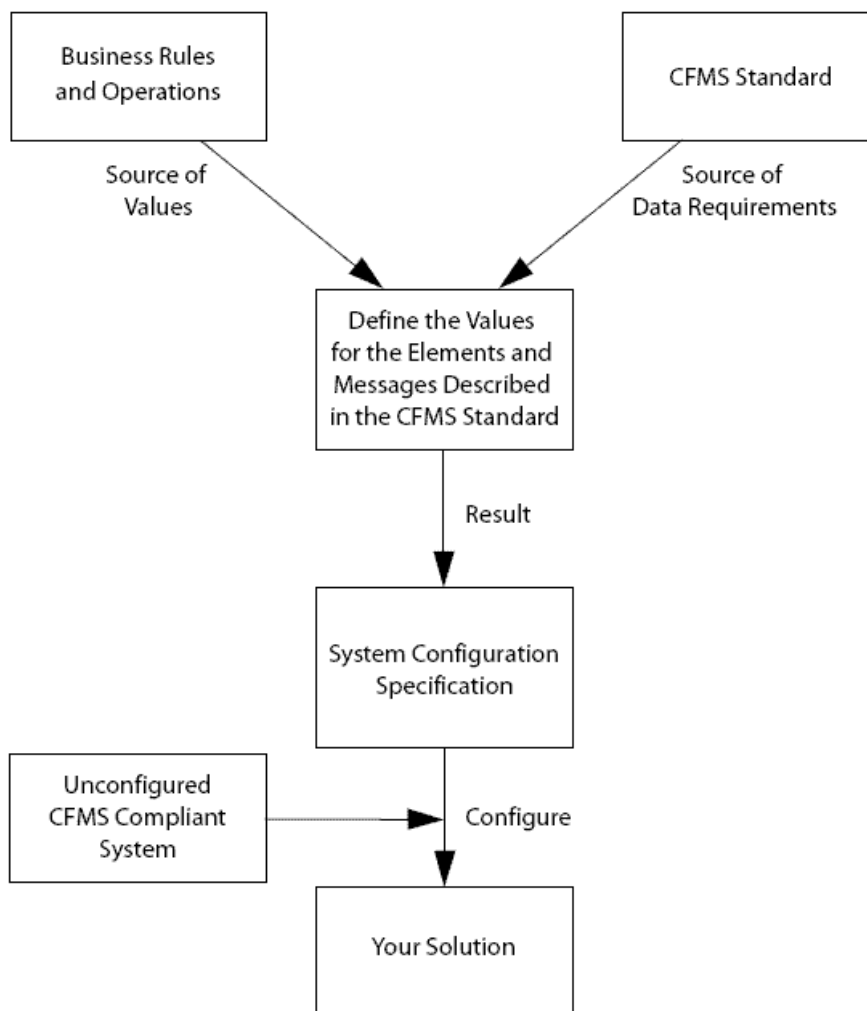 Business Rules
and Operations
CFMS Standard
Source of
Values
Source of
Data Requirements
Define the Values
for the Elements and
Messages Described
in the CFMS Standard
Result
System Configuration
Specification
Unconfigured
CFMS Compliant
System
Configure
Your Solution